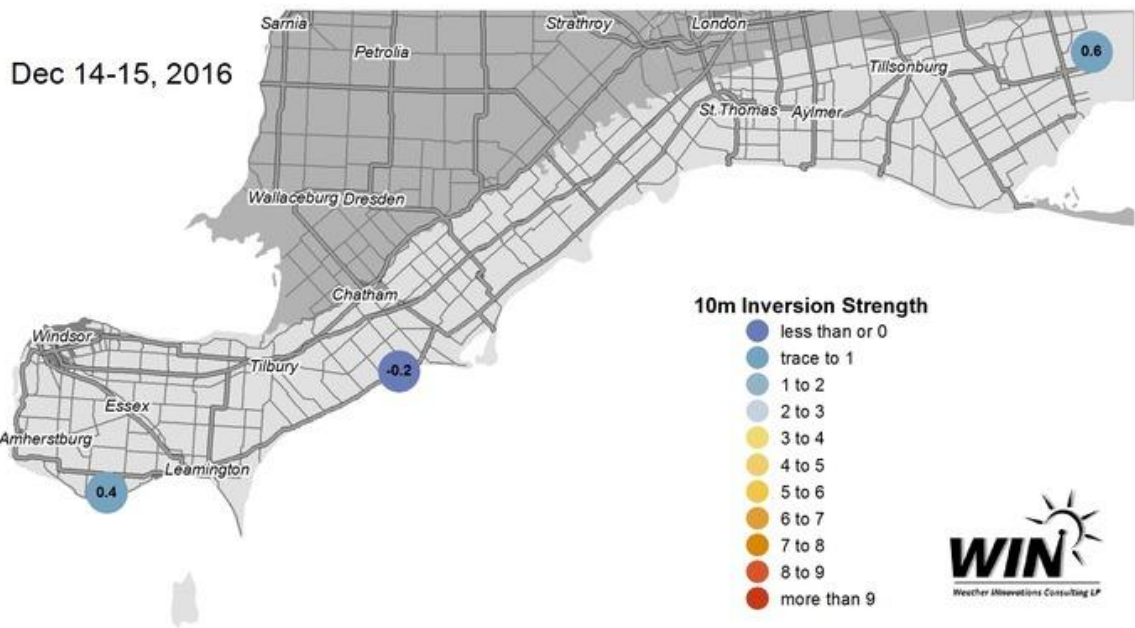 Sarnia
Strathroy
London
Petrolia
Dec 14-15, 2016
0.6
Tillsonburg
St.Thomas
Aylmer
Wallaceburg
Dresden
Chatham
10m Inversion Strength
less than or 0
Windsor
trace to 1
Tilbury
-0.2
1 to 2
2 to 3
Essex
3 to 4
Amherstburg
4 to 5
Leamington
5 to 6
0.4
6 to 7
7 to 8
8 to 9
more than 9
WIN
Weather INnovations Consulting LP